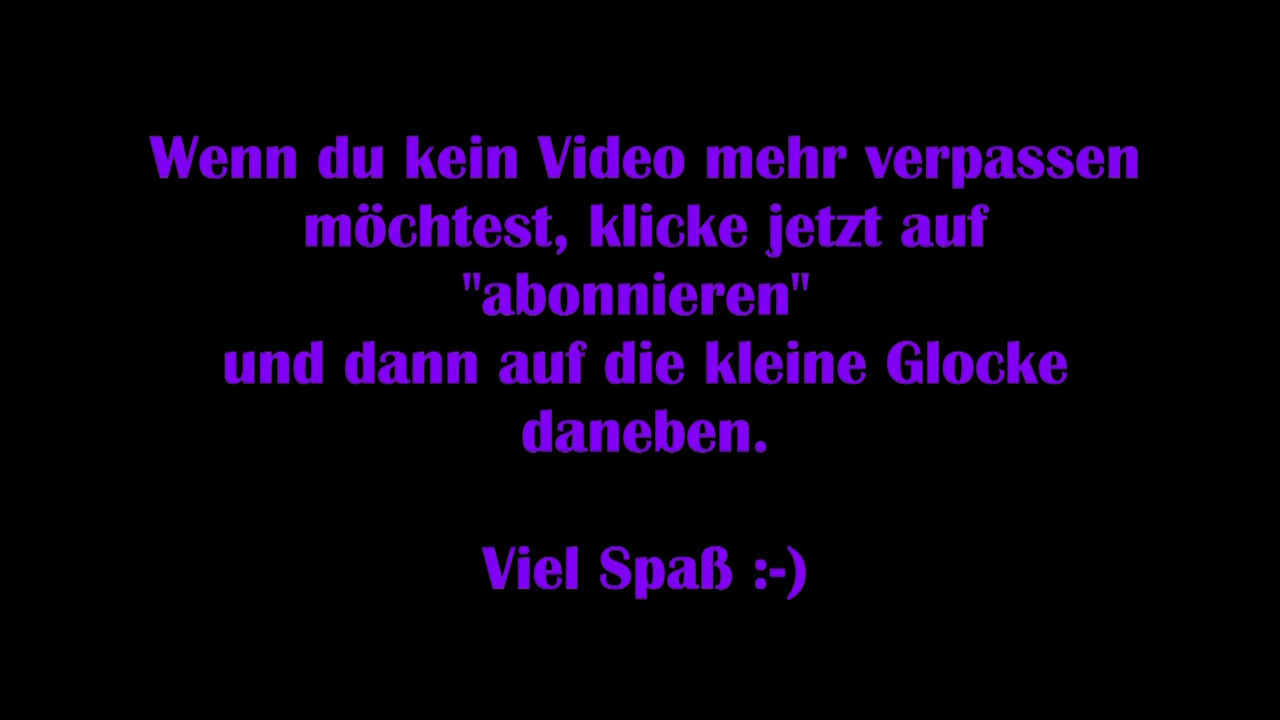 Wenn du kein Video mehr verpassen
möchtest, klicke jetzt auf
"abonnieren"
und dann auf die kleine Glocke
daneben.
Viel Spaß :-)